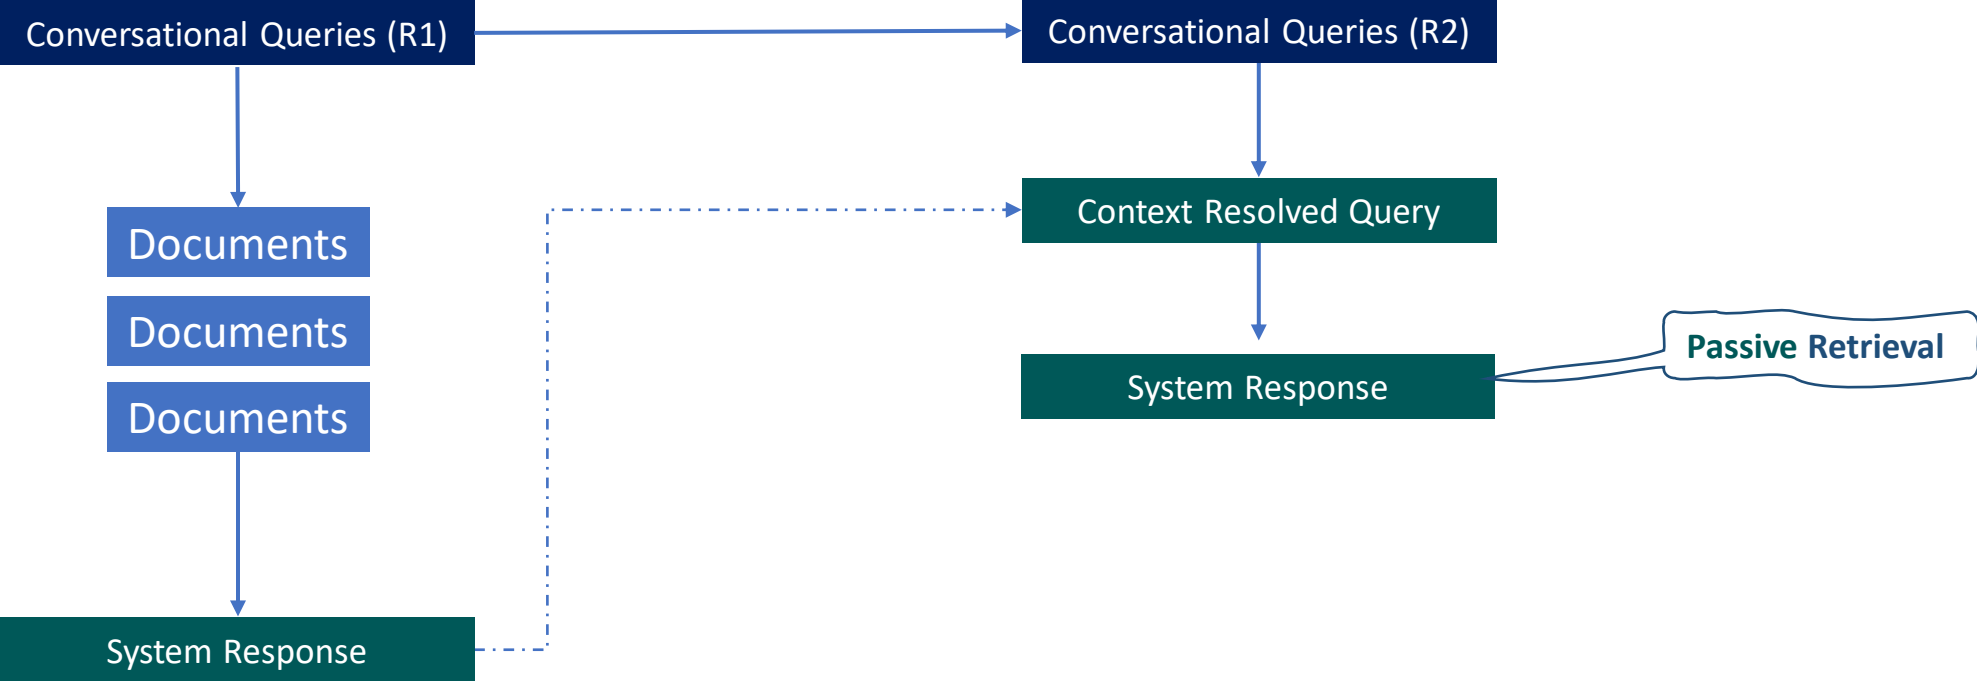 Conversational Queries (R1)
Conversational Queries (R2)
Documents
Documents
Documents
System Response
Context Resolved Query
System Response
Passive Retrieval